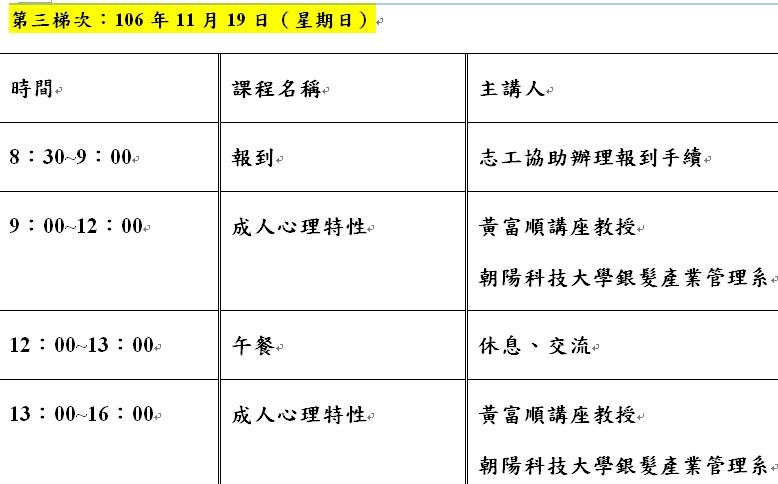 第三梯次：106 年 11 月 19 日（星期日）
時間 課程名稱 主講人
8：30~9：00 報到 志工協助辦理報到手續
9：00~12：00 成人心理特性 黃富順講座教授
朝陽科技大學銀髮產業管理系
12：00~13：00 午餐 休息、交流
13：00~16：00 成人心理特性 黃富順講座教授
朝陽科技大學銀髮產業管理系